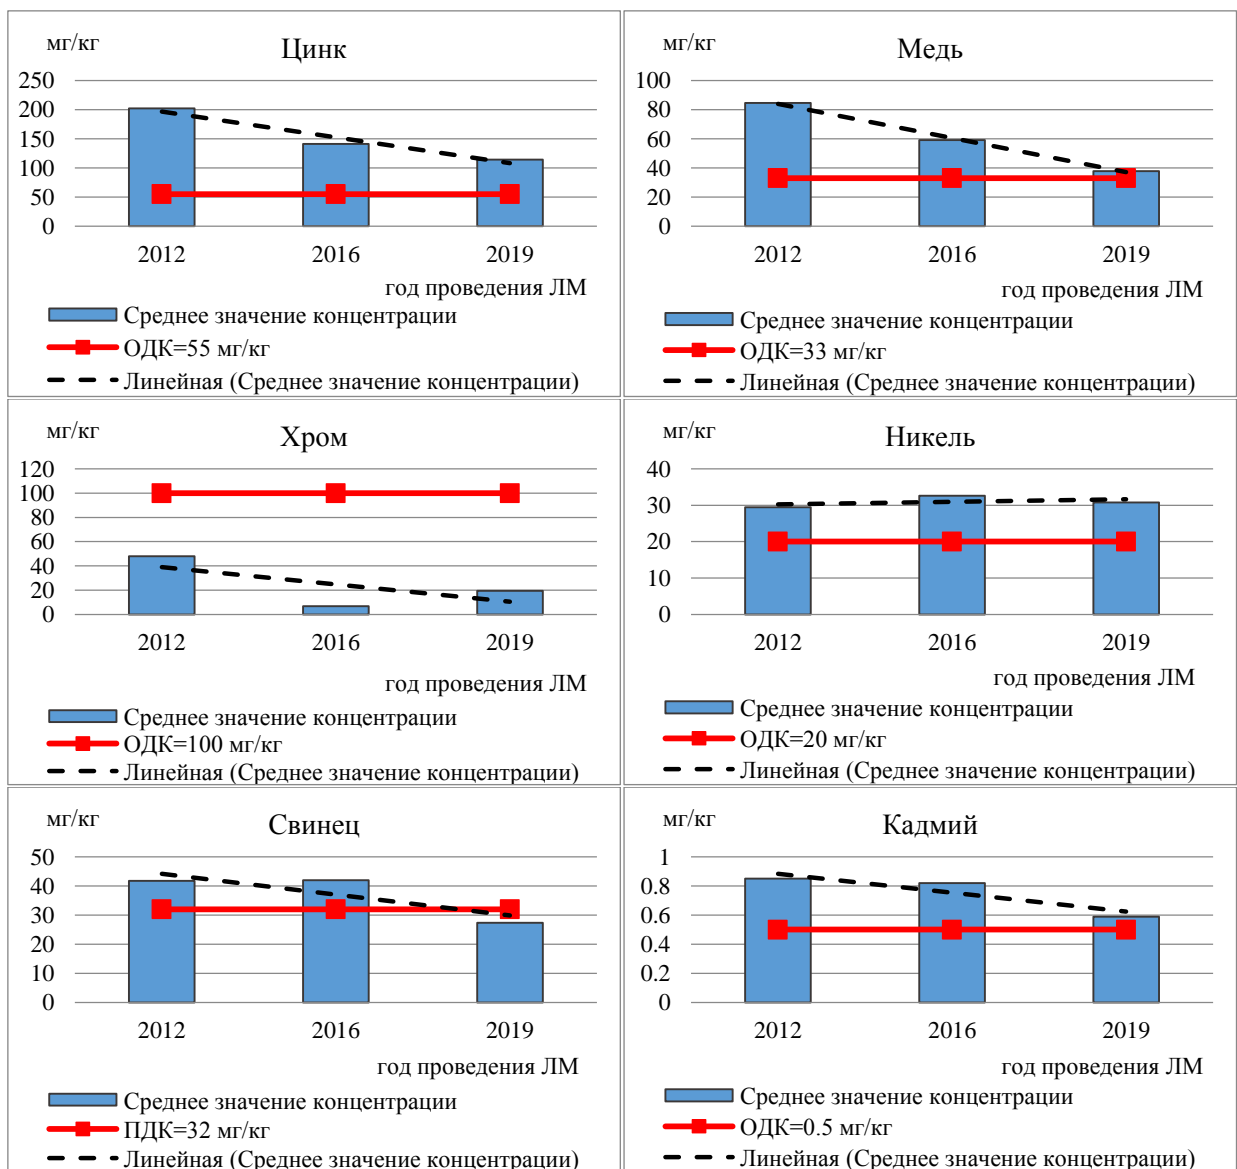 мг/кг
Цинк
250
200
150
100
50
0
2012 2016 2019
год проведения ЛМ
Среднее значение концентрации
ОДК=55 мг/кг
Линейная (Среднее значение концентрации)
мг/кг
Медь
100
80
60
40
20
0
2012 2016 2019
год проведения ЛМ
Среднее значение концентрации
ОДК=33 мг/кг
Линейная (Среднее значение концентрации)
мг/кг
Хром
120
100
80
60
40
20
0
2012 2016 2019
год проведения ЛМ
Среднее значение концентрации
ОДК=100 мг/кг
Линейная (Среднее значение концентрации)
мг/кг
Никель
40
30
20
10
0
2012 2016 2019
год проведения ЛМ
Среднее значение концентрации
ОДК=20 мг/кг
Линейная (Среднее значение концентрации)
мг/кг
Свинец
50
40
30
20
10
0
2012 2016 2019
год проведения ЛМ
Среднее значение концентрации
ПДК=32 мг/кг
Линейная (Среднее значение концентрации)
мг/кг
Кадмий
1
0.8
0.6
0.4
0.2
0
2012 2016 2019
год проведения ЛМ
Среднее значение концентрации
ОДК=0.5 мг/кг
Линейная (Среднее значение концентрации)